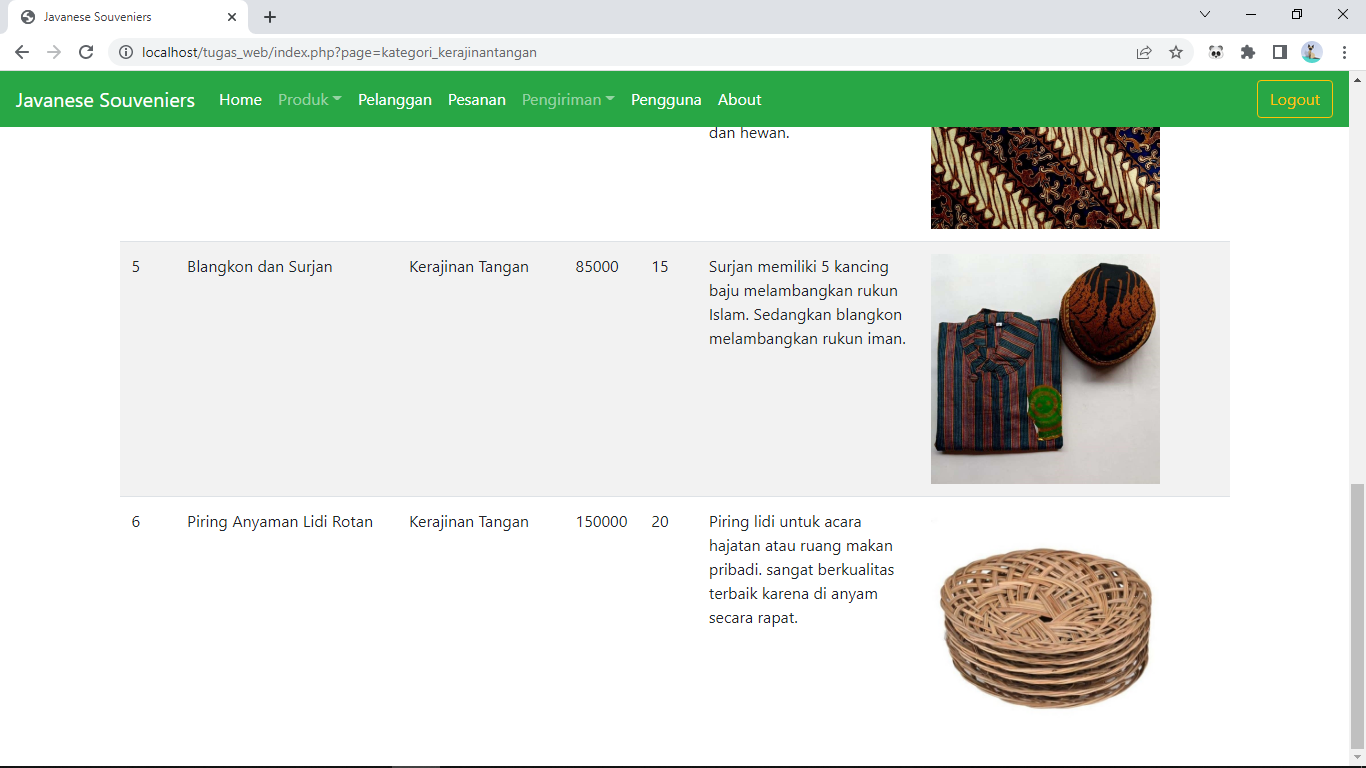 Javanese Souveniers
localhost/tugas_web/index.php?page=kategori_kerajinantangan
Javanese Souveniers Home Produk Pelanggan Pesanan Pengiriman Pengguna About Logout
dan hewan.
5 Blangkon dan Surjan Kerajinan Tangan 85000 15 Surjan memiliki 5 kancing
baju melambangkan rukun
Islam. Sedangkan blangkon
melambangkan rukun iman.
6 Piring Anyaman Lidi Rotan Kerajinan Tangan 150000 20 Piring lidi untuk acara
hajatan atau ruang makan
pribadi. sangat berkualitas
terbaik karena di anyam
secara rapat.